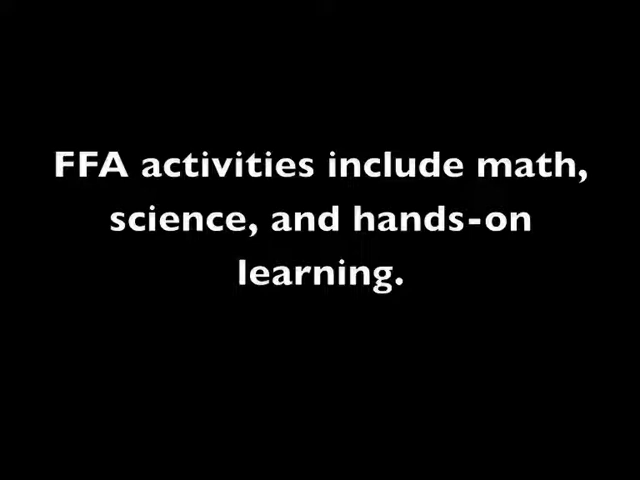 FFA activities include math,
science, and hands-on
learning.